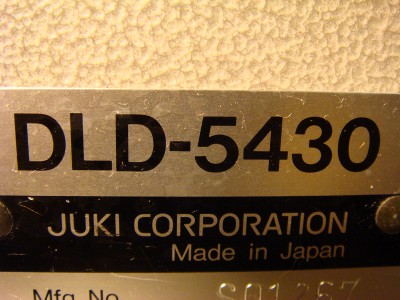 DLD-5430
JUKI CORPORATION
Made in Japan
Mfg. No.